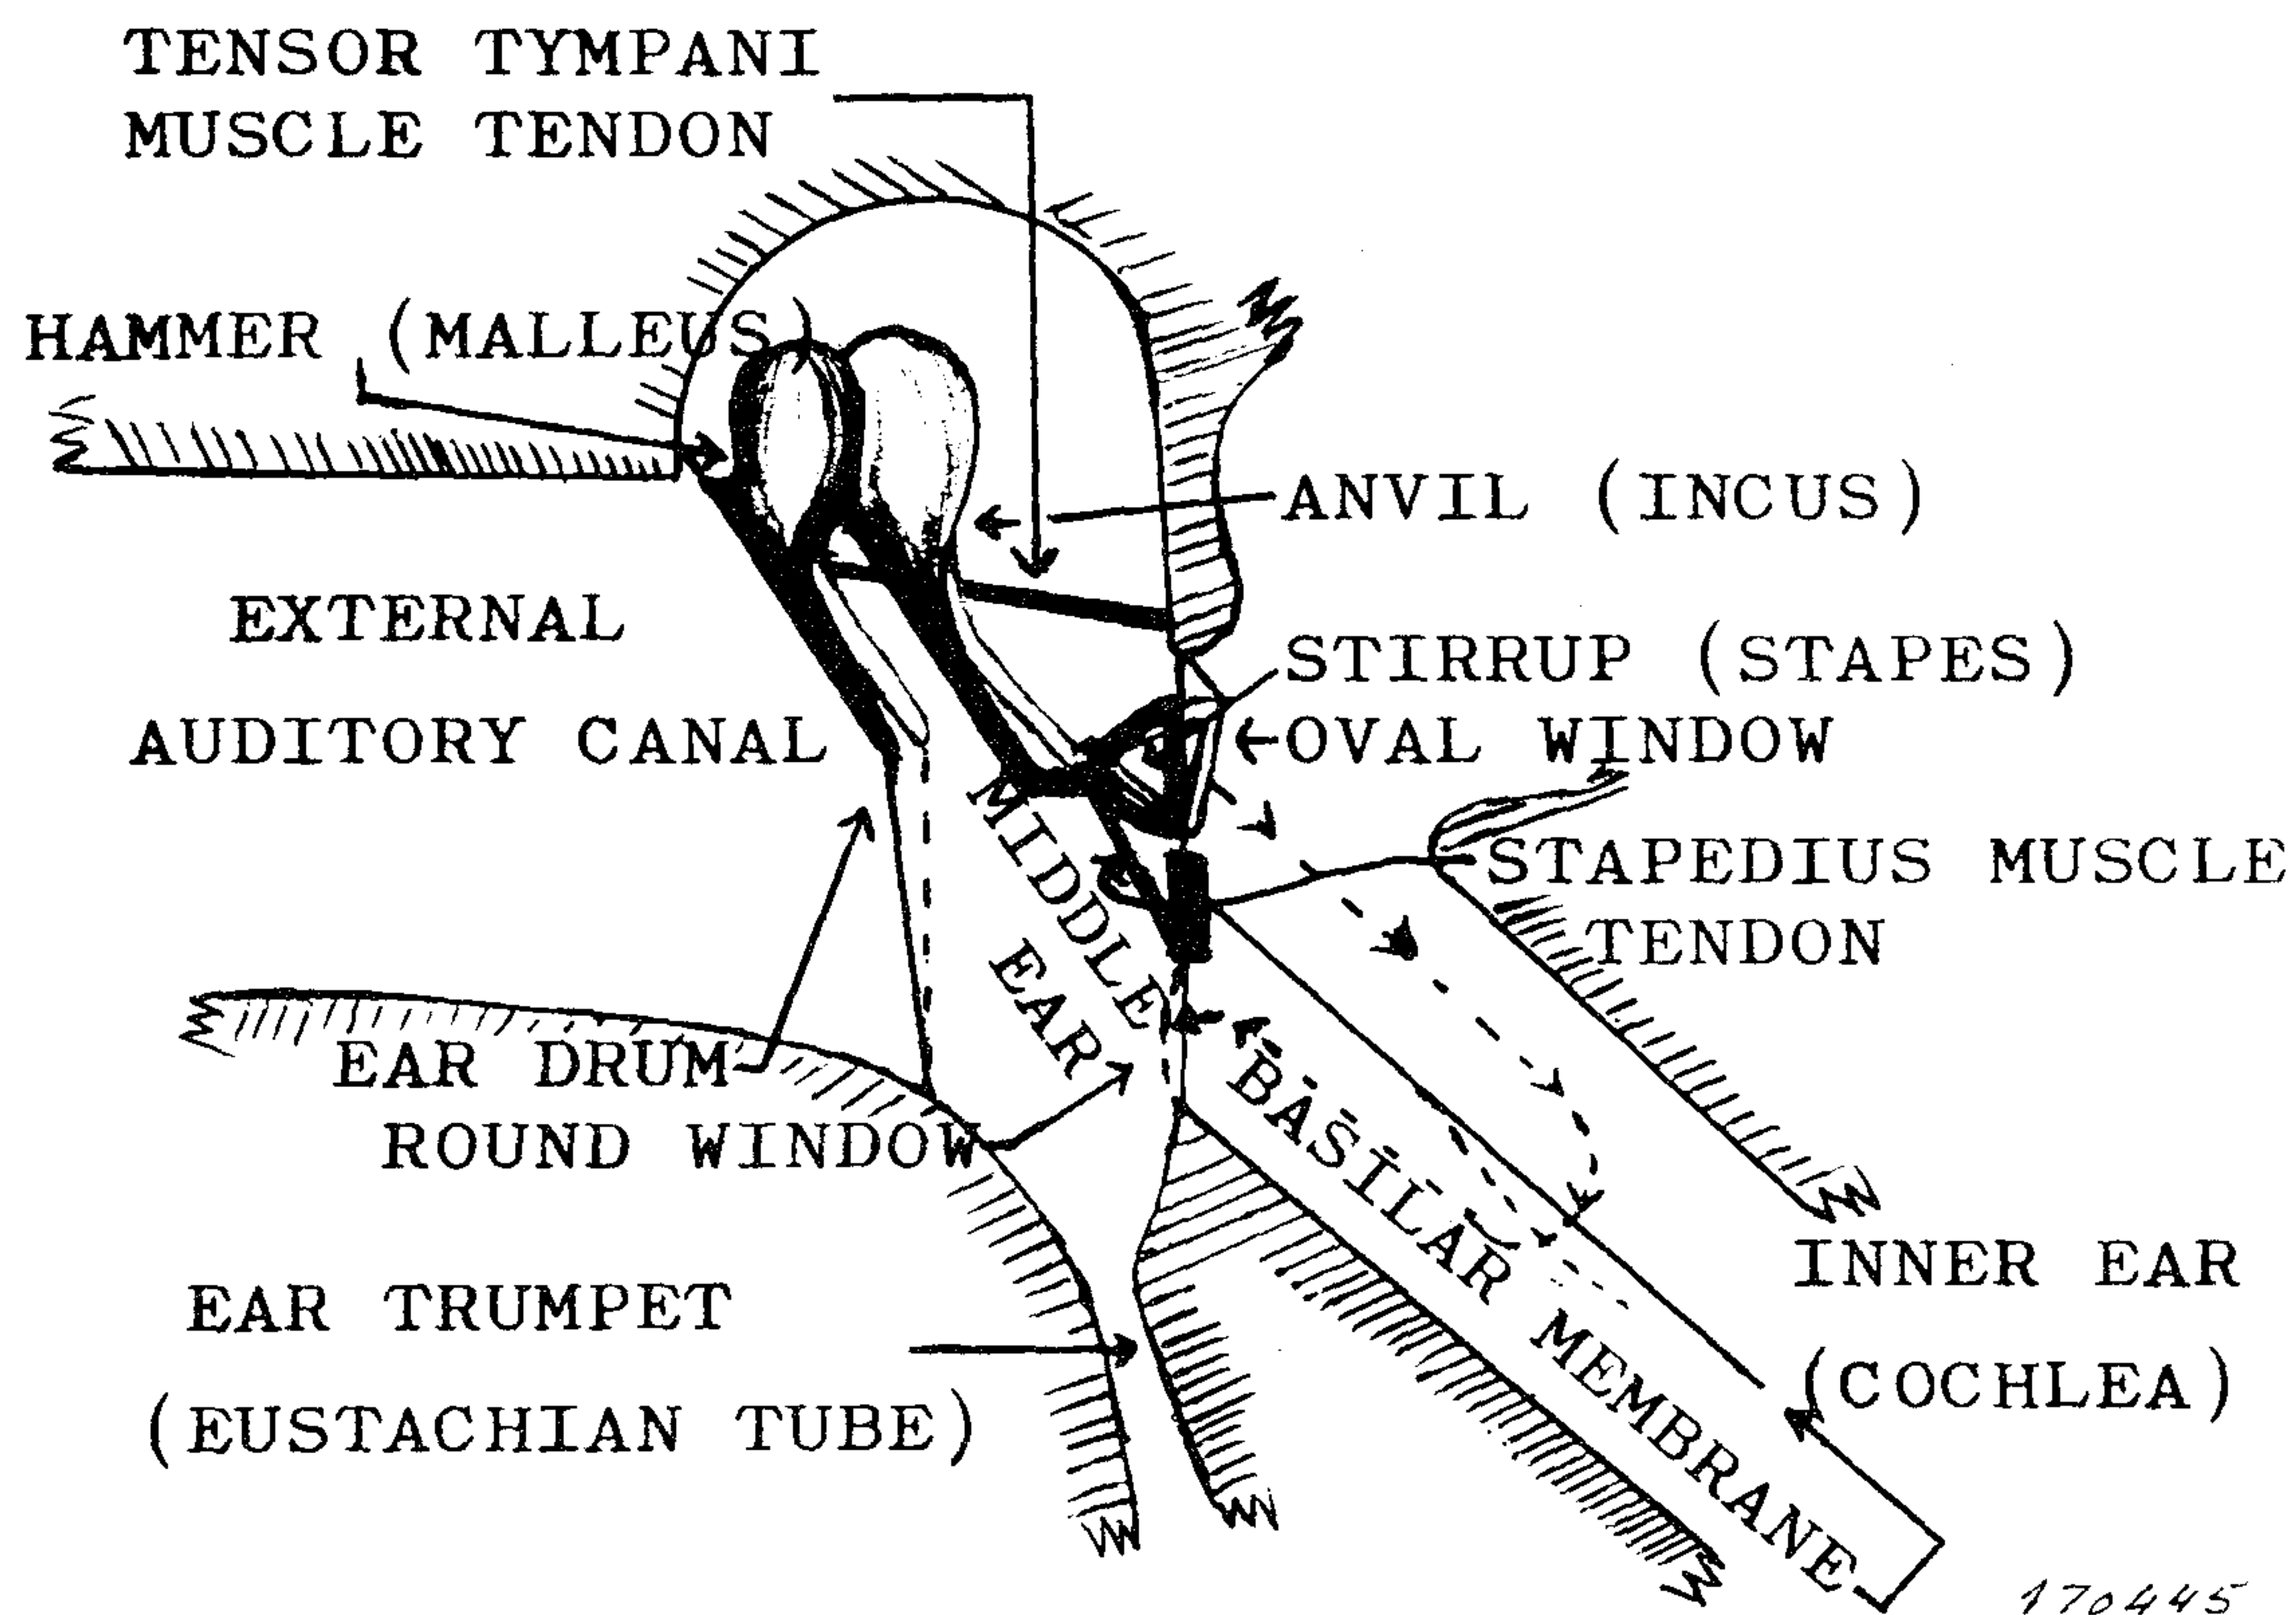 TENSOR TYMPANI
MUSCLE TENDON
HAMMER (MALLEUS)
ANVIL (INCUS)
EXTERNAL
AUDITORY CANAL
STIRRUP (STAPES)
OVAL WINDOW
STAPEDIUS MUSCLE
TENDON
MIDDLE
EAR
EAR DRUM
ROUND WINDOW
BASILAR MEMBRANE
EAR TRUMPET
(EUSTACHIAN TUBE)
INNER EAR
(COCHLEA)
170445